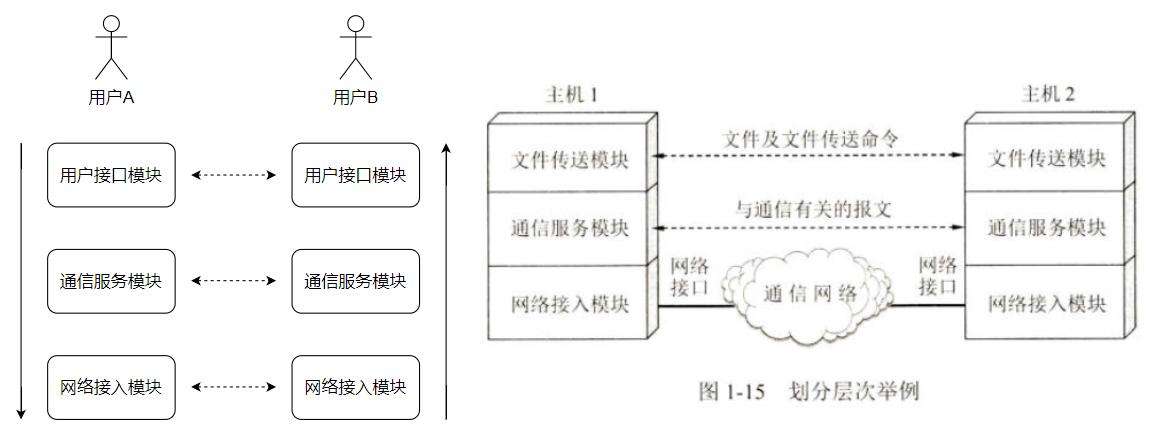 用户A
用户B
用户接口模块
用户接口模块
通信服务模块
通信服务模块
网络接入模块
网络接入模块
主机 1
主机 2
文件传送模块
文件及文件传送命令
文件传送模块
通信服务模块
与通信有关的报文
通信服务模块
网络接入模块
网络
接口
通信网络
网络
接口
网络接入模块
图 1-15 划分层次举例